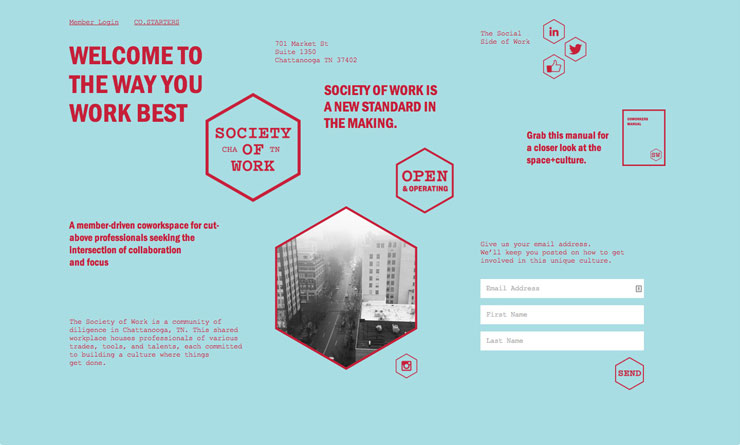 Member Login
CO.STARTERS
WELCOME TO
THE WAY YOU
WORK BEST
701 Market St
Suite 1350
Chattanooga TN 37402
The Social
Side of Work
in
SOCIETY OF WORK IS
A NEW STANDARD IN
THE MAKING.
SOCIETY
CHA OF TN
WORK
OPEN
& OPERATING
Grab this manual for
a closer look at the
space+culture.
COWORKERS
MANUAL
SW
A member-driven coworkspace for cut-
above professionals seeking the
intersection of collaboration
and focus
The Society of Work is a community of
diligence in Chattanooga, TN. This shared
workplace houses professionals of various
trades, tools, and talents, each committed
to building a culture where things
get done.
Give us your email address.
We'll keep you posted on how to get
involved in this unique culture.
Email Address
First Name
Last Name
SEND